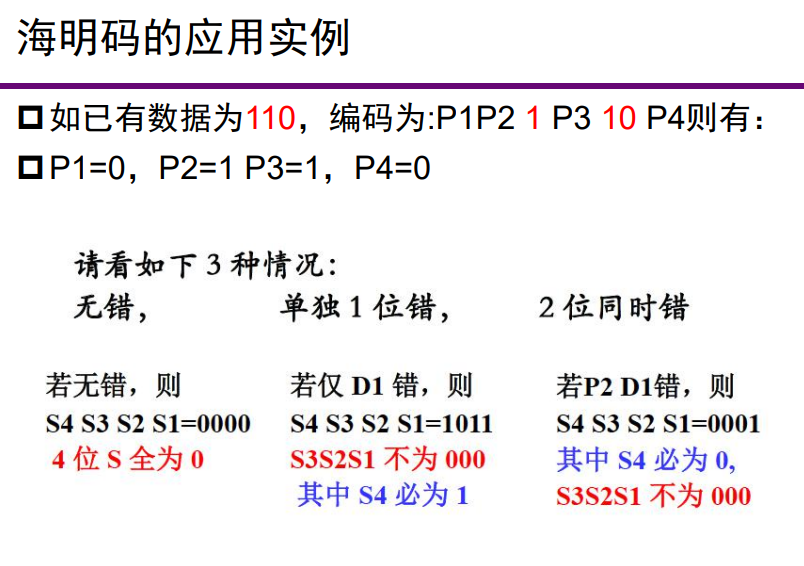 海明码的应用实例
如已有数据为110，编码为:P1P2 1 P3 10 P4则有：
P1=0，P2=1 P3=1，P4=0
请看如下 3 种情况：
无错， 单独 1 位错， 2 位同时错
若无错，则 若仅 D1 错，则 若P2 D1错，则
S4 S3 S2 S1=0000 S4 S3 S2 S1=1011 S4 S3 S2 S1=0001
4 位 S 全为 0 S3S2S1 不为 000 其中 S4 必为 0,
其中 S4 必为 1 S3S2S1 不为 000